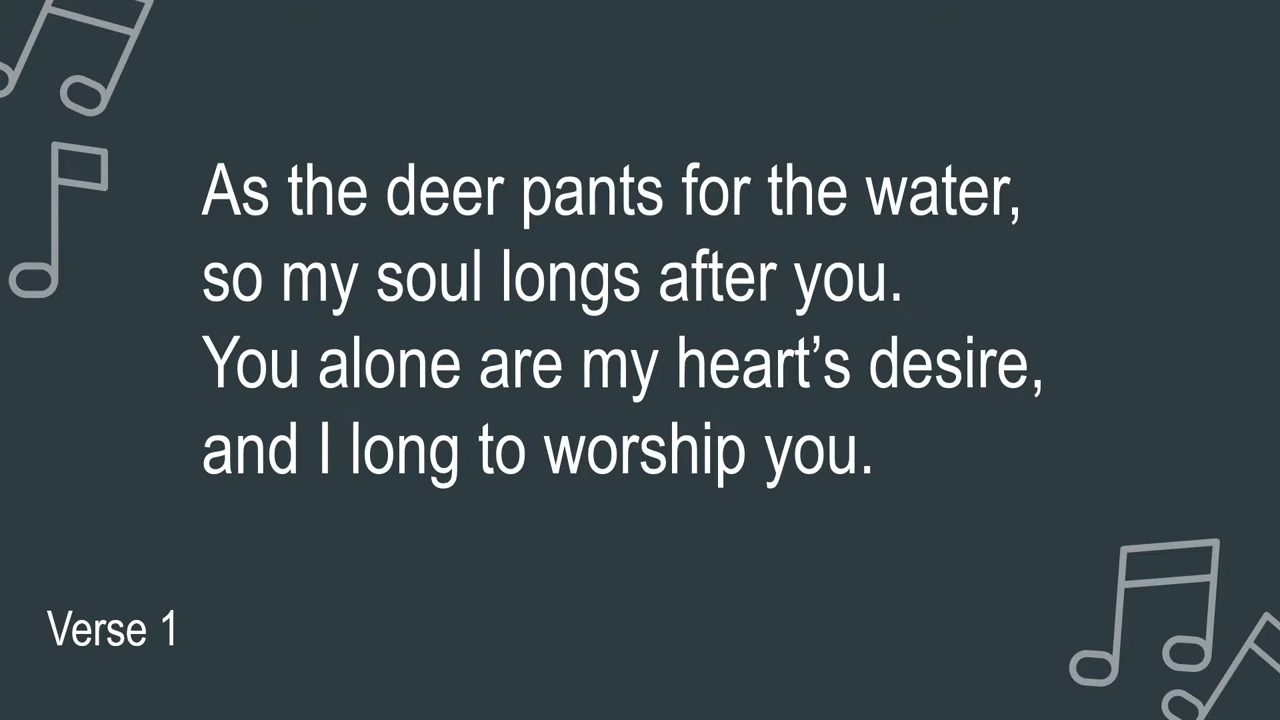 As the deer pants for the water,
so my soul longs after you.
You alone are my heart’s desire,
and I long to worship you.
Verse 1